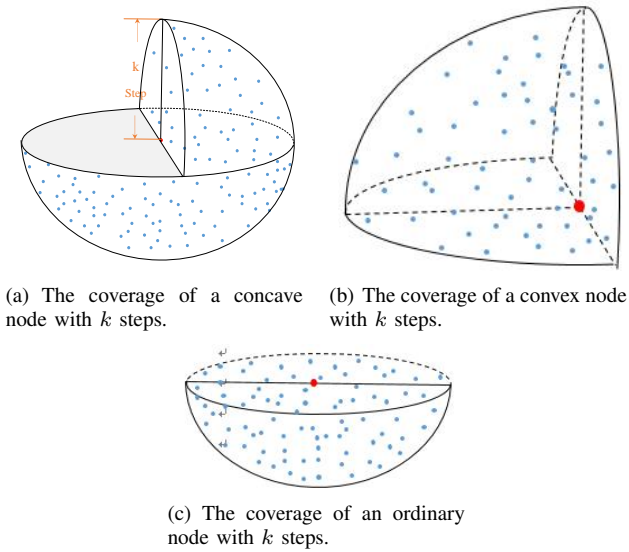 k
Step
(a) The coverage of a concave
node with k steps.
(b) The coverage of a convex node
with k steps.
↵
↵
↵
↵
(c) The coverage of an ordinary
node with k steps.